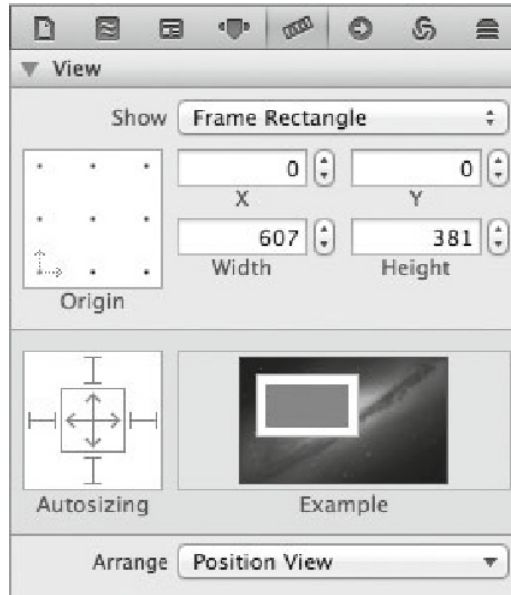 View
Show Frame Rectangle
0 0
X Y
607 381
Width Height
Origin
Autosizing Example
Arrange Position View